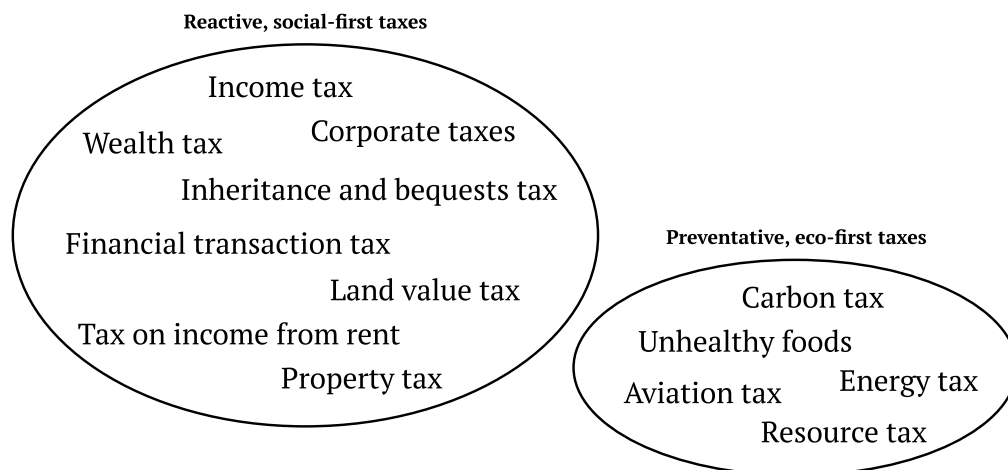 Reactive, social-first taxes
Income tax
Corporate taxes
Wealth tax
Inheritance and bequests tax
Financial transaction tax
Land value tax
Tax on income from rent
Property tax
Preventative, eco-first taxes
Carbon tax
Unhealthy foods
Energy tax
Aviation tax
Resource tax